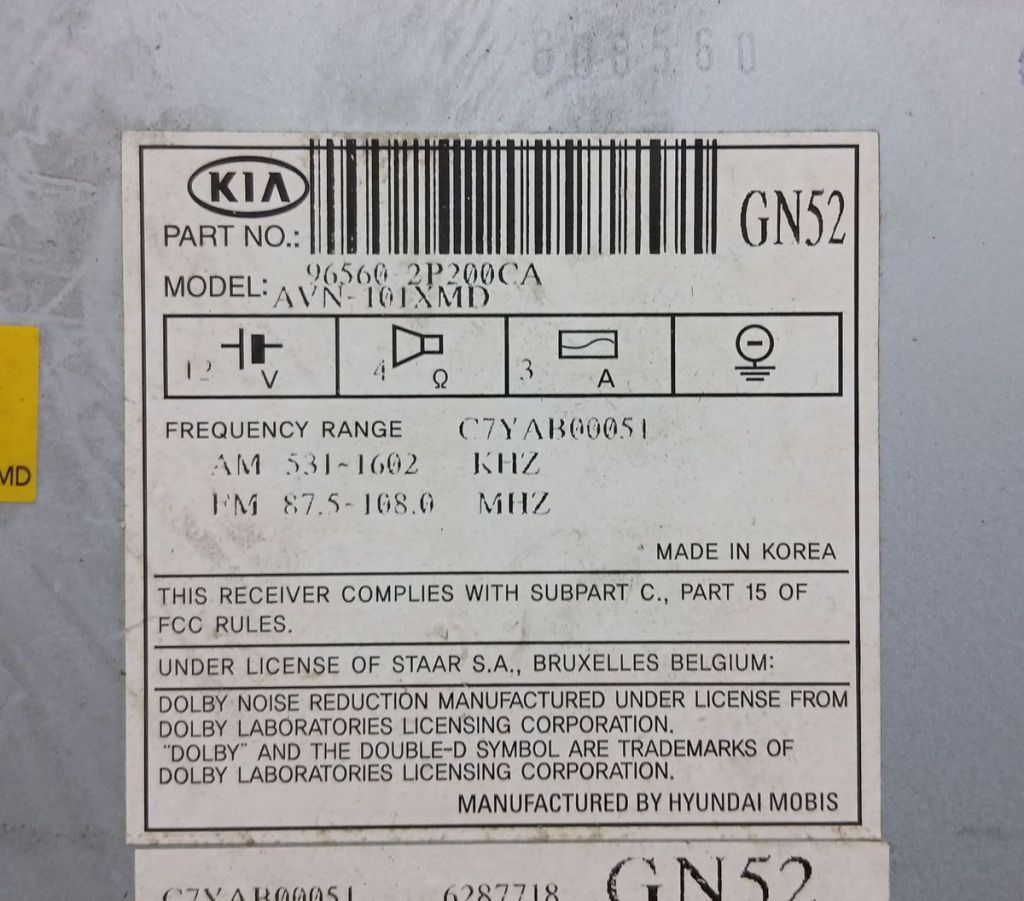 808560
KIA
GN52
PART NO.:
96560-2P200CA
MODEL: AVN-101XMD
12 V
4 Ω
3 A
FREQUENCY RANGE C7YAB00051
AM 531-1602 KHZ
FM 87.5-108.0 MHZ
MD
MADE IN KOREA
THIS RECEIVER COMPLIES WITH SUBPART C., PART 15 OF
FCC RULES.
UNDER LICENSE OF STAAR S.A., BRUXELLES BELGIUM:
DOLBY NOISE REDUCTION MANUFACTURED UNDER LICENSE FROM
DOLBY LABORATORIES LICENSING CORPORATION.
"DOLBY" AND THE DOUBLE-D SYMBOL ARE TRADEMARKS OF
DOLBY LABORATORIES LICENSING CORPORATION.
MANUFACTURED BY HYUNDAI MOBIS
C7YAB00051 6287718 GN52